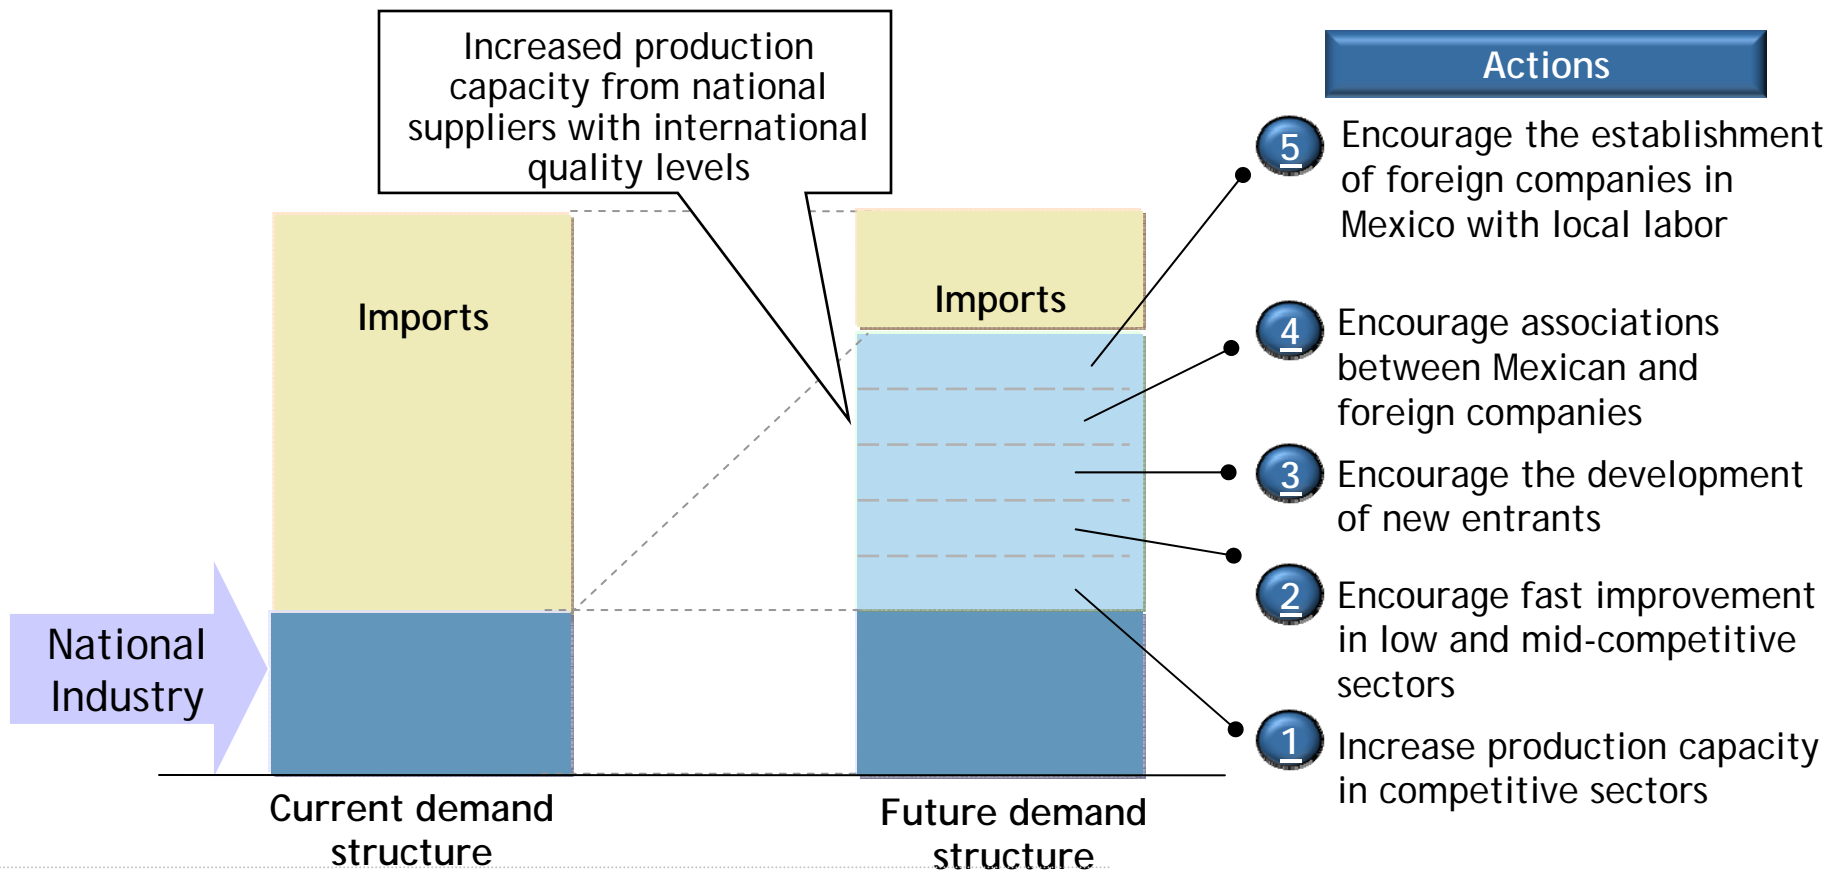 Increased production
capacity from national
suppliers with international
quality levels
Imports
National
Industry
Current demand
structure
Imports
Future demand
structure
Actions
5
Encourage the establishment
of foreign companies in
Mexico with local labor
4
Encourage associations
between Mexican and
foreign companies
3
Encourage the development
of new entrants
2
Encourage fast improvement
in low and mid-competitive
sectors
1
Increase production capacity
in competitive sectors